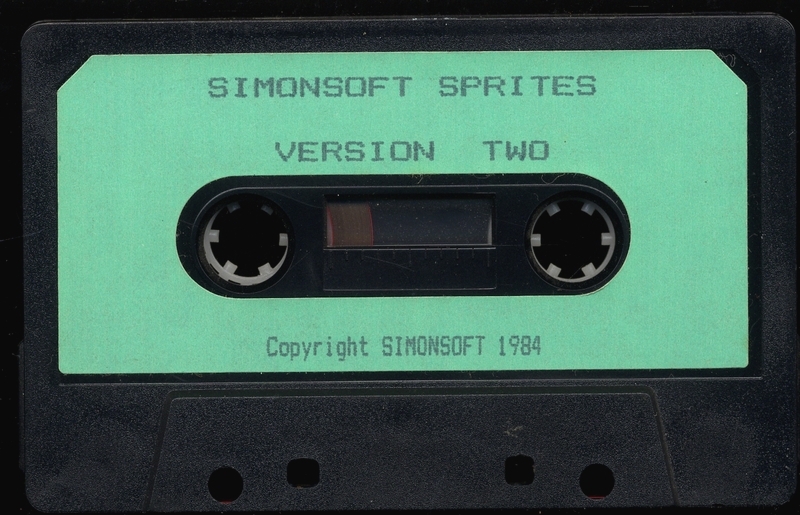 SIMONSOFT SPRITES
VERSION TWO
Copyright SIMONSOFT 1984